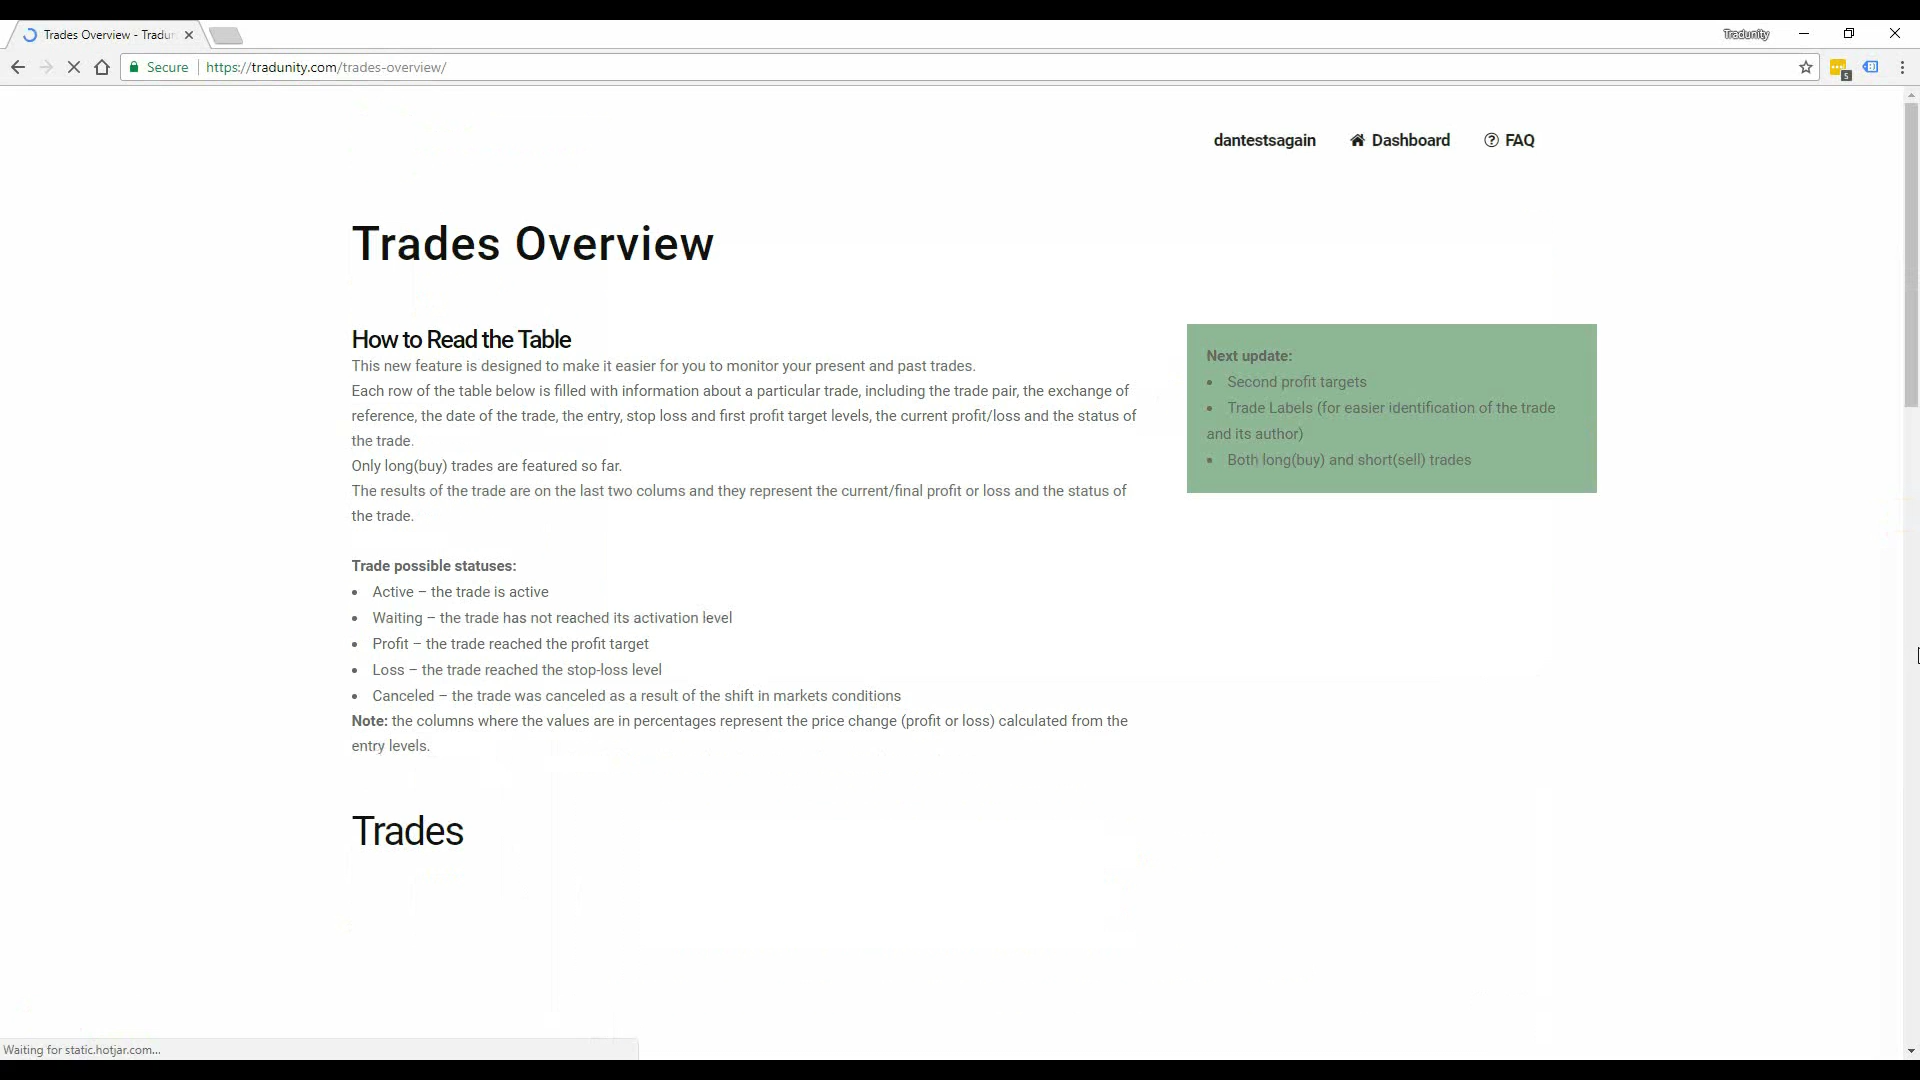 Trades Overview - Tradun
Tradunity
Secure
https://tradunity.com/trades-overview/
5
dantestsagain
Dashboard
FAQ
Trades Overview
How to Read the Table
This new feature is designed to make it easier for you to monitor your present and past trades.
Each row of the table below is filled with information about a particular trade, including the trade pair, the exchange of
reference, the date of the trade, the entry, stop loss and first profit target levels, the current profit/loss and the status of
the trade.
Only long(buy) trades are featured so far.
The results of the trade are on the last two colums and they represent the current/final profit or loss and the status of
the trade.
Trade possible statuses:
• Active – the trade is active
• Waiting – the trade has not reached its activation level
• Profit – the trade reached the profit target
• Loss – the trade reached the stop-loss level
• Canceled – the trade was canceled as a result of the shift in markets conditions
Note: the columns where the values are in percentages represent the price change (profit or loss) calculated from the
entry levels.
Next update:
• Second profit targets
• Trade Labels (for easier identification of the trade
and its author)
• Both long(buy) and short(sell) trades
Trades
Waiting for static.hotjar.com...